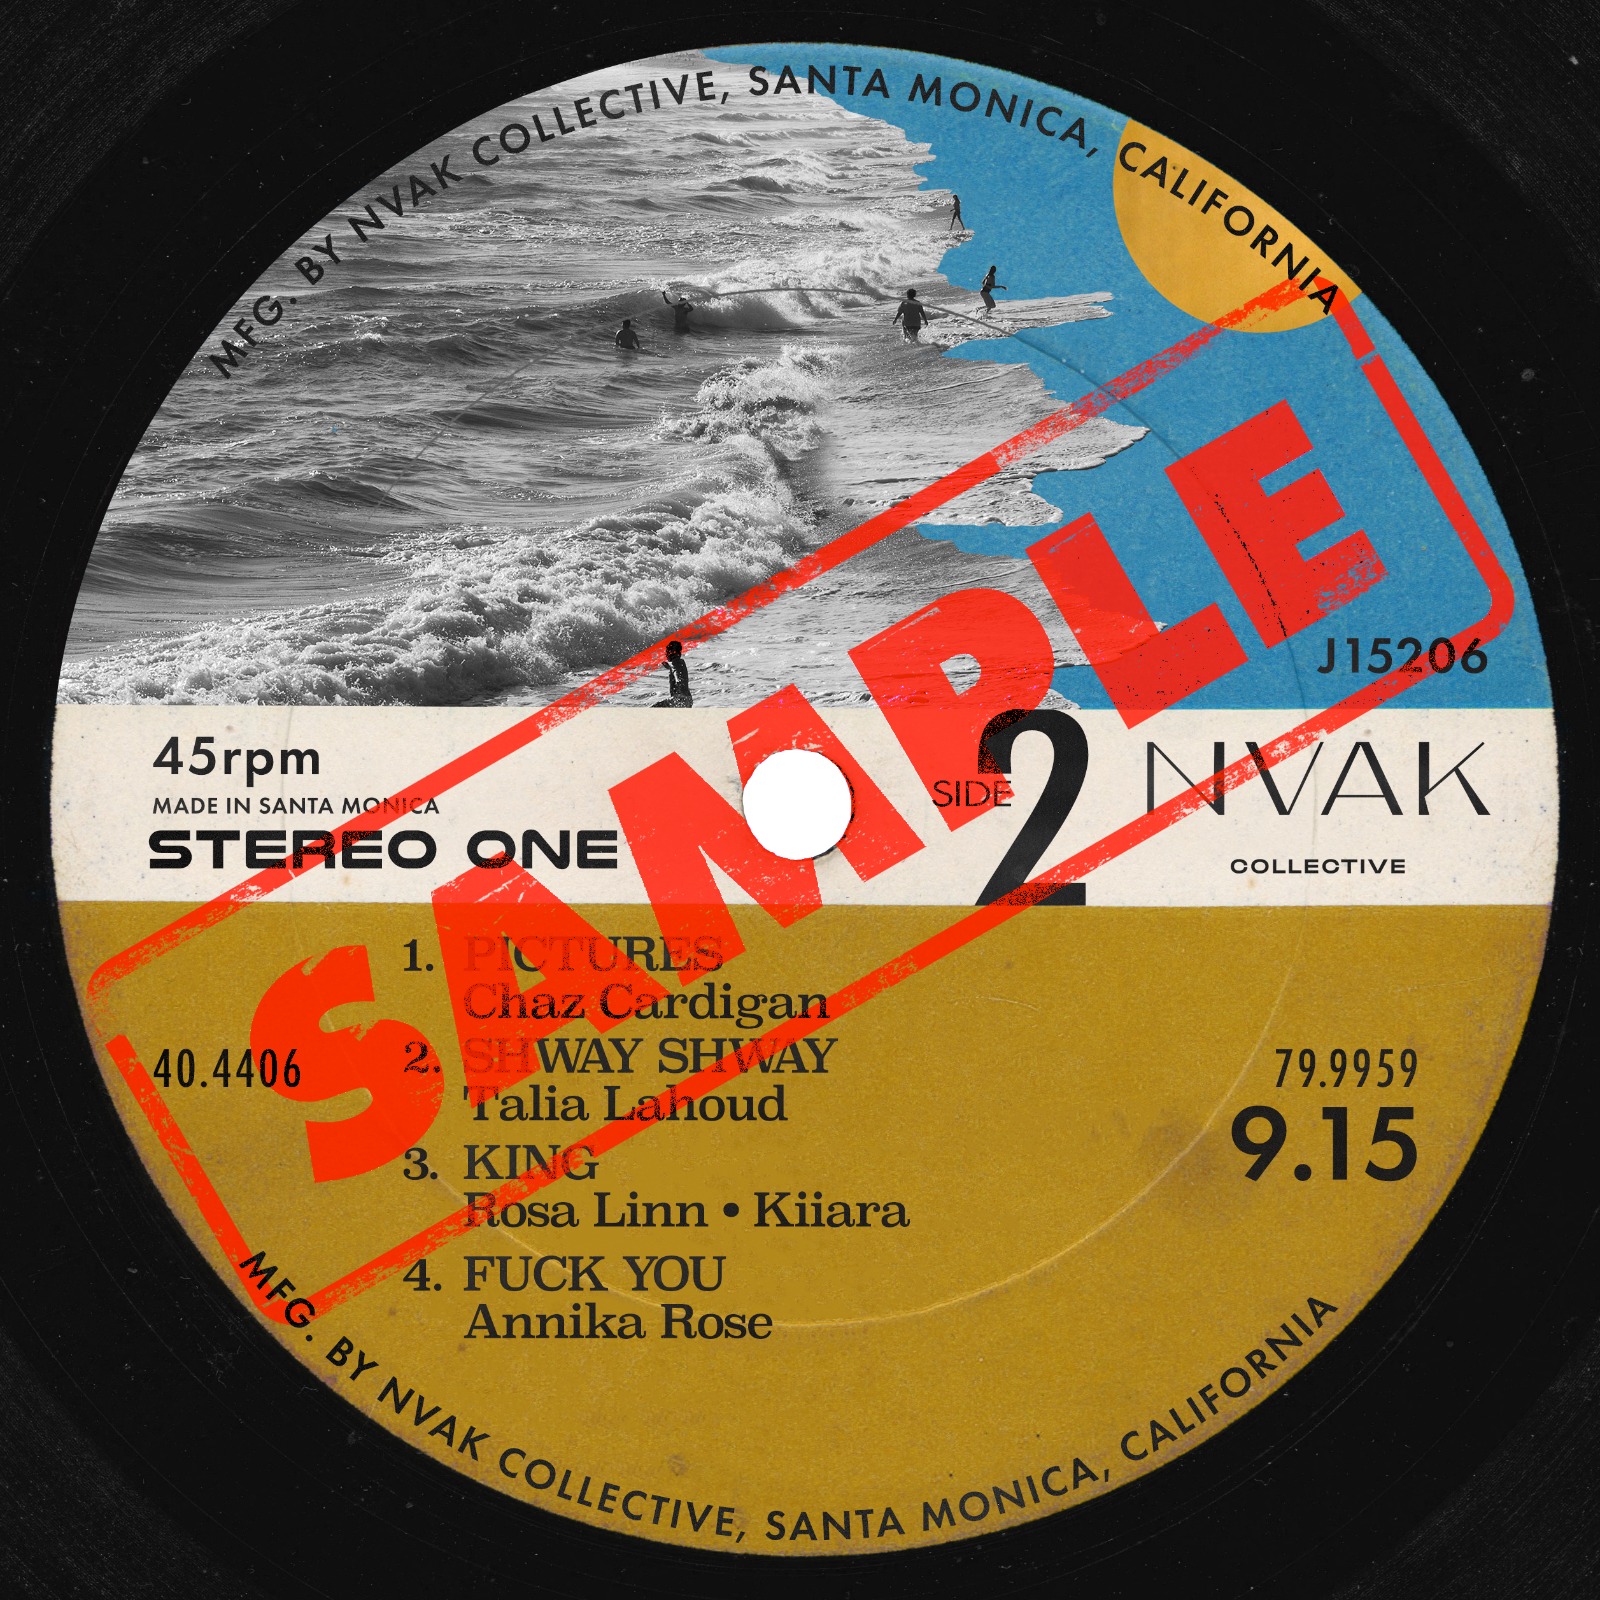 MFG. BY NVAK COLLECTIVE, SANTA MONICA, CALIFORNIA
J15206
45rpm
MADE IN SANTA MONICA
STEREO ONE
SIDE 2
NVAK
COLLECTIVE
SAMPLE
1. PICTURES
Chaz Cardigan
2. SHWAY SHWAY
Talia Lahoud
3. KING
Rosa Linn • Kiiara
4. FUCK YOU
Annika Rose
40.4406
79.9959
9.15
MFG. BY NVAK COLLECTIVE, SANTA MONICA, CALIFORNIA